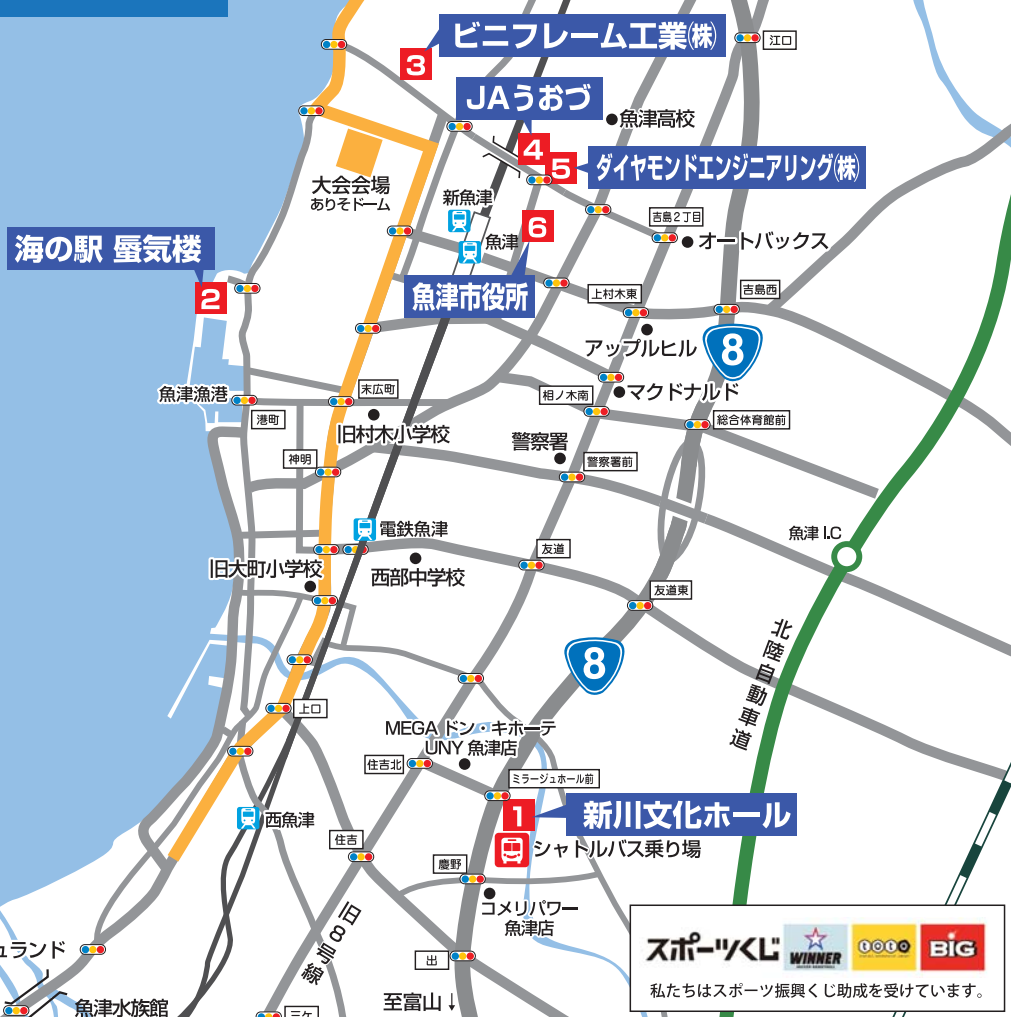 ビニフレーム工業㈱
3
江口
JAうおづ
魚津高校
4
5
ダイヤモンドエンジニアリング㈱
大会会場
ありそドーム
新魚津
魚津
6
吉島2丁目
オートバックス
海の駅 蜃気楼
2
魚津市役所
上村木東
吉島西
アップルヒル
8
魚津漁港
末広町
相ノ木南
マクドナルド
港町
旧村木小学校
総合体育館前
神明
警察署
警察署前
電鉄魚津
魚津 I.C
友道
旧大町小学校
西部中学校
友道東
北陸自動車道
8
上口
MEGA ドン・キホーテ
UNY 魚津店
住吉北
ミラージュホール前
1
新川文化ホール
西魚津
住吉
シャトルバス乗り場
慶野
コメリパワー
魚津店
旧8号線
ュランド
出
至富山↓
魚津水族館
三ケ
スポーツくじ
WINNER
toto
BIG
私たちはスポーツ振興くじ助成を受けています。